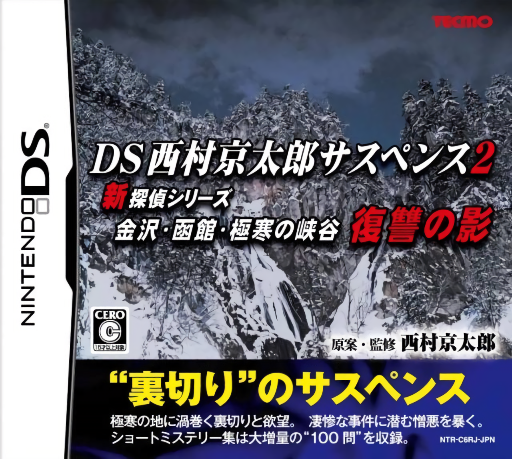 TECMO
NINTENDO DS
DS西村京太郎サスペンス2
新探偵シリーズ
金沢・函館・極寒の峡谷 復讐の影
CERO
C
15才以上対象
原案・監修 西村京太郎
“裏切り”のサスペンス
極寒の地に渦巻く裏切りと欲望。 凄惨な事件に潜む憎悪を暴く。
ショートミステリー集は大増量の“100問”を収録。
NTR-C6RJ-JPN